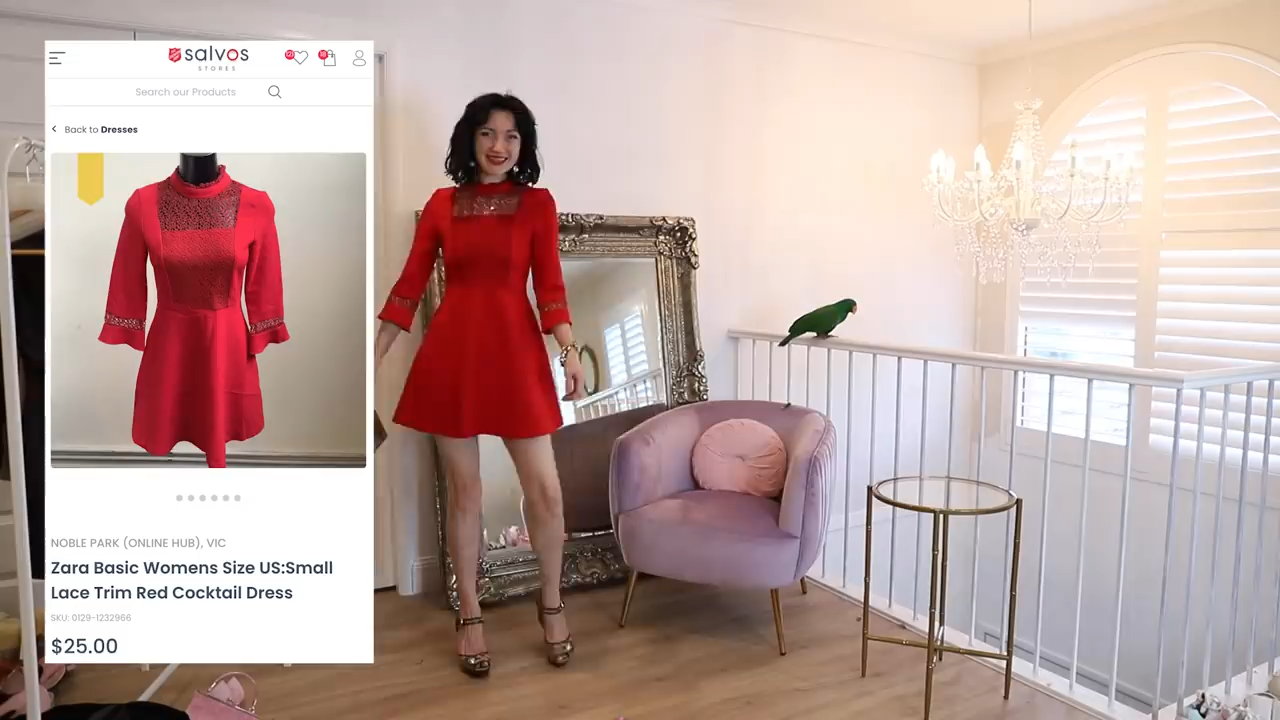 salvos
STORES
Search our Products
Back to Dresses
NOBLE PARK (ONLINE HUB), VIC
Zara Basic Womens Size US:Small
Lace Trim Red Cocktail Dress
SKU: 0129-1232966
$25.00